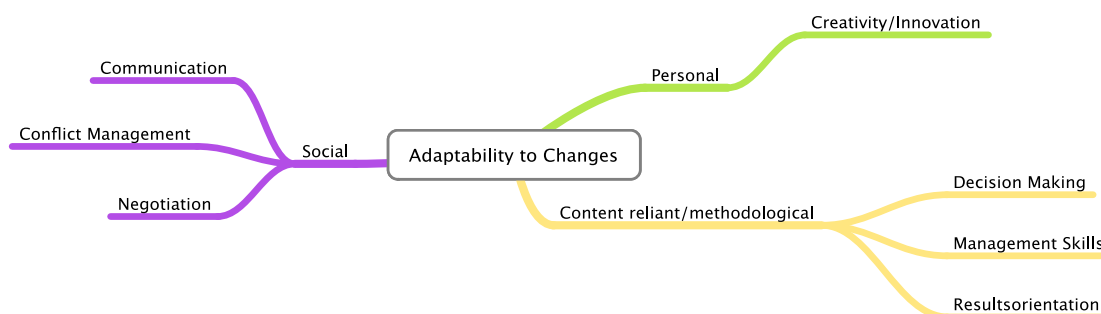 Creativity/Innovation
Communication
Personal
Conflict Management
Social
Adaptability to Changes
Negotiation
Content reliant/methodological
Decision Making
Management Skills
Resultsorientation